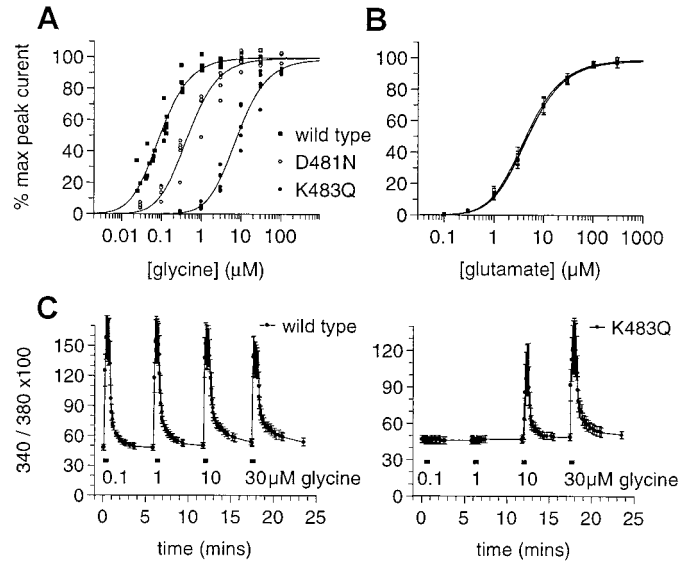 A
% max peak curent
100
80
60
40
20
0
wild type
D481N
K483Q
0.01 0.1 1 10 100
[glycine] (μM)
B
100
80
60
40
20
0
0.1 1 10 100 1000
[glutamate] (μM)
C
340 / 380 x100
150
120
90
60
30
0
wild type
0.1 1 10 30μM glycine
0 5 10 15 20 25
time (mins)
120
90
60
30
0
K483Q
0.1 1 10 30μM glycine
0 5 10 15 20 25
time (mins)